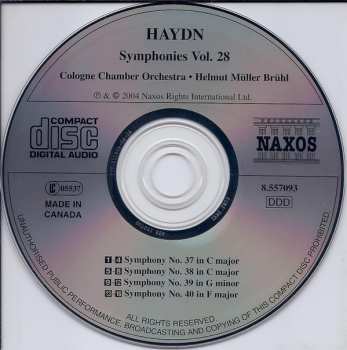 HAYDN
Symphonies Vol. 28
Cologne Chamber Orchestra • Helmut Müller Brühl
℗ & © 2004 Naxos Rights International Ltd.
COMPACT
disc
DIGITAL AUDIO
NAXOS
C 05537
8.557093
MADE IN
CANADA
DDD
1 4 Symphony No. 37 in C major
5 8 Symphony No. 38 in C major
9 12 Symphony No. 39 in G minor
Symphony No. 40 in F major
ALL RIGHTS RESERVED.
UNAUTHORISED PUBLIC PERFORMANCE, BROADCASTING AND COPYING OF THIS COMPACT DISC PROHIBITED.